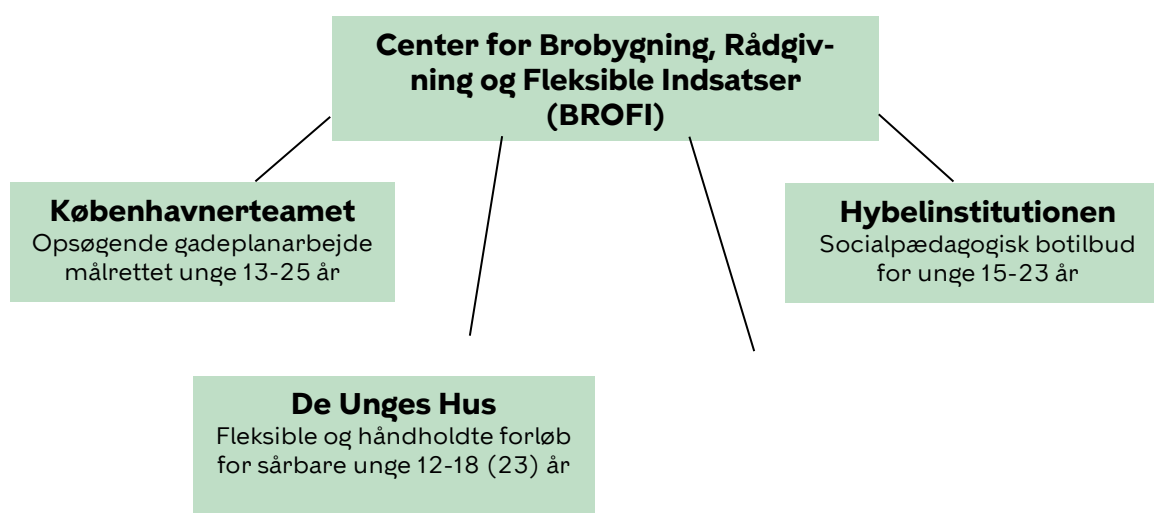 Center for Brobygning, Rådgiv-
ning og Fleksible Indsatser
(BROFI)
Københavnerteamet
Opsøgende gadeplanarbejde
målrettet unge 13-25 år
Hybelinstitutionen
Socialpædagogisk botilbud
for unge 15-23 år
De Unges Hus
Fleksible og håndholdte forløb
for sårbare unge 12-18 (23) år